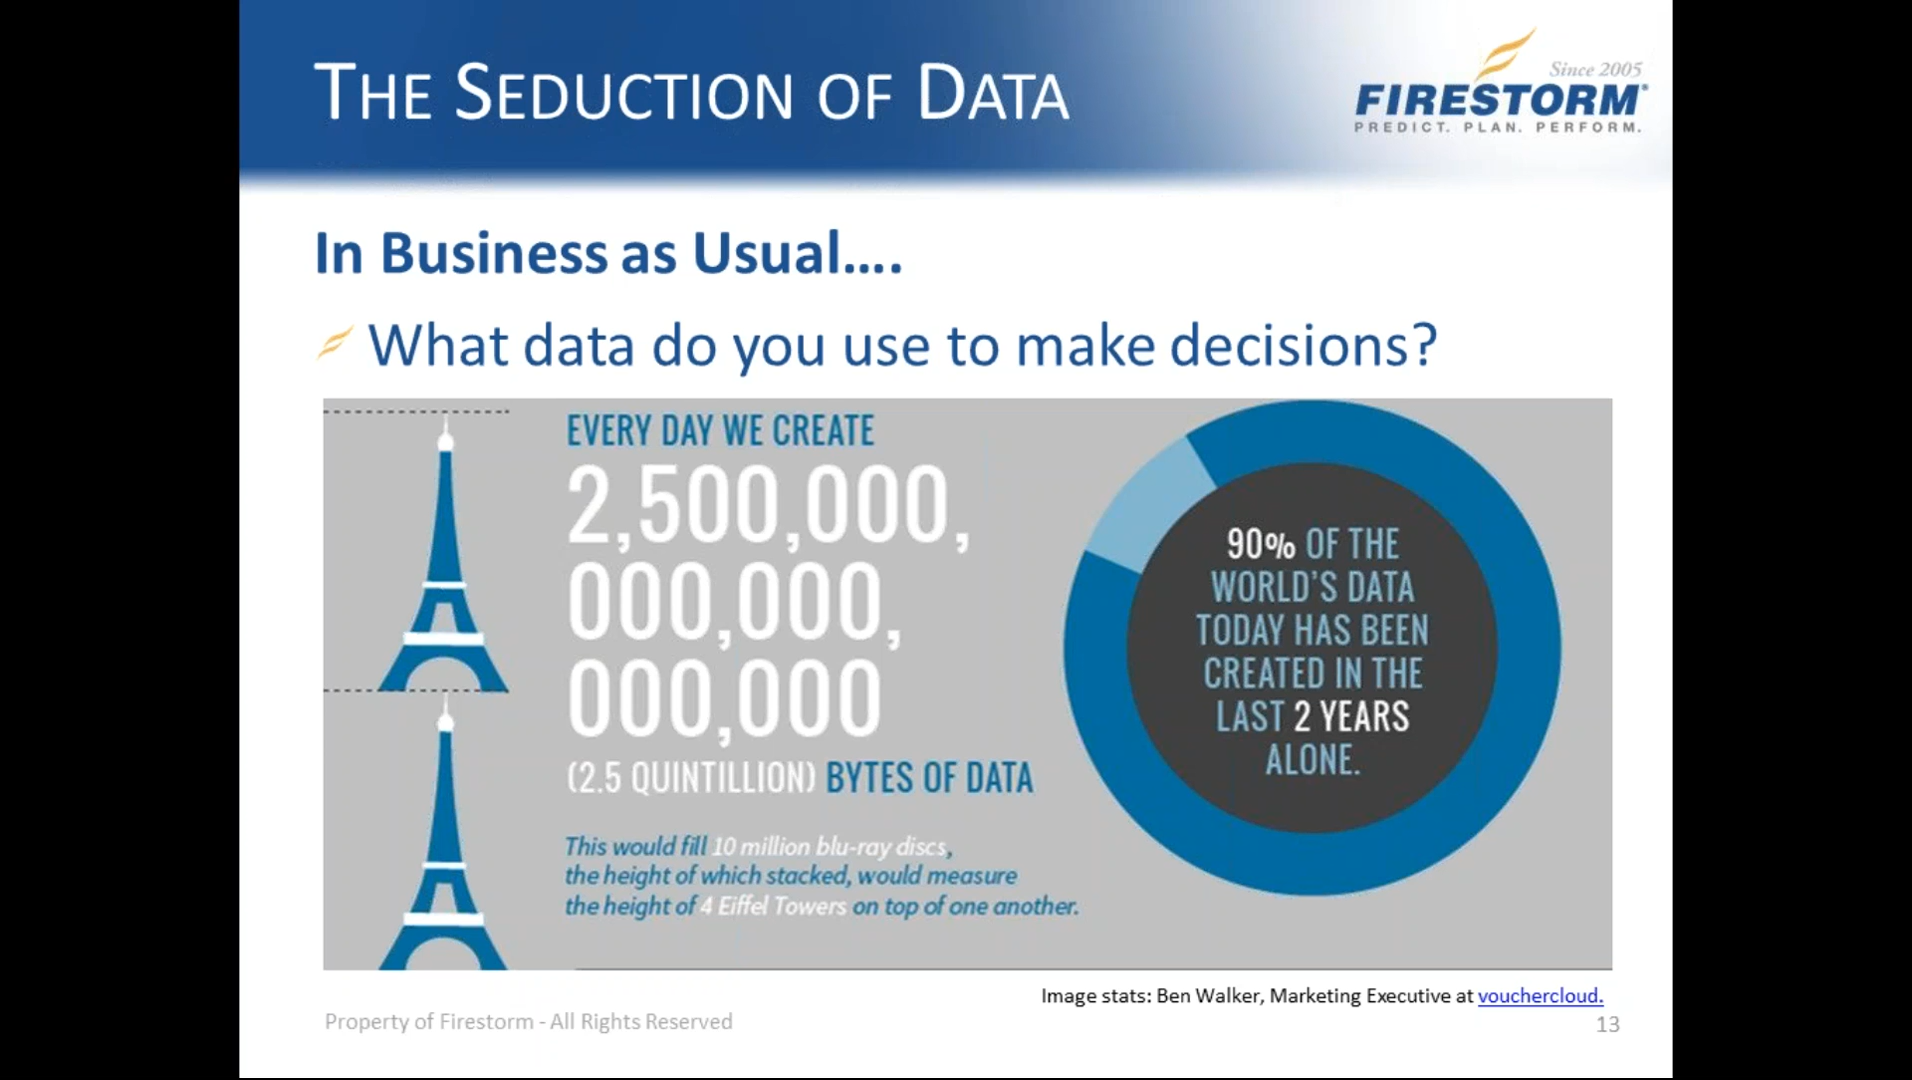 THE SEDUCTION OF DATA
Since 2005
FIRESTORM®
PREDICT. PLAN. PERFORM.
In Business as Usual....
What data do you use to make decisions?
EVERY DAY WE CREATE
2,500,000,
000,000,
000,000
(2.5 QUINTILLION) BYTES OF DATA
This would fill 10 million blu-ray discs,
the height of which stacked, would measure
the height of 4 Eiffel Towers on top of one another.
90% OF THE
WORLD'S DATA
TODAY HAS BEEN
CREATED IN THE
LAST 2 YEARS
ALONE.
Image stats: Ben Walker, Marketing Executive at vouchercloud.
Property of Firestorm - All Rights Reserved
13